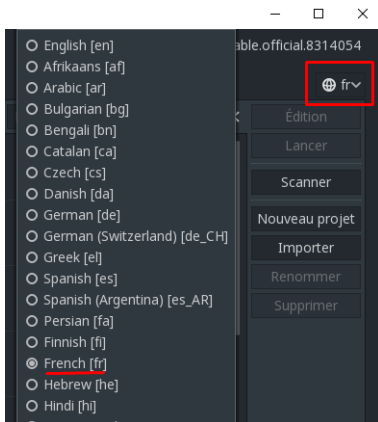 able.official.8314054
fr
English [en]
Afrikaans [af]
Arabic [ar]
Bulgarian [bg]
Bengali [bn]
Catalan [ca]
Czech [cs]
Danish [da]
German [de]
German (Switzerland) [de_CH]
Greek [el]
Spanish [es]
Spanish (Argentina) [es_AR]
Persian [fa]
Finnish [fi]
French [fr]
Hebrew [he]
Hindi [hi]
Édition
Lancer
Scanner
Nouveau projet
Importer
Renommer
Supprimer